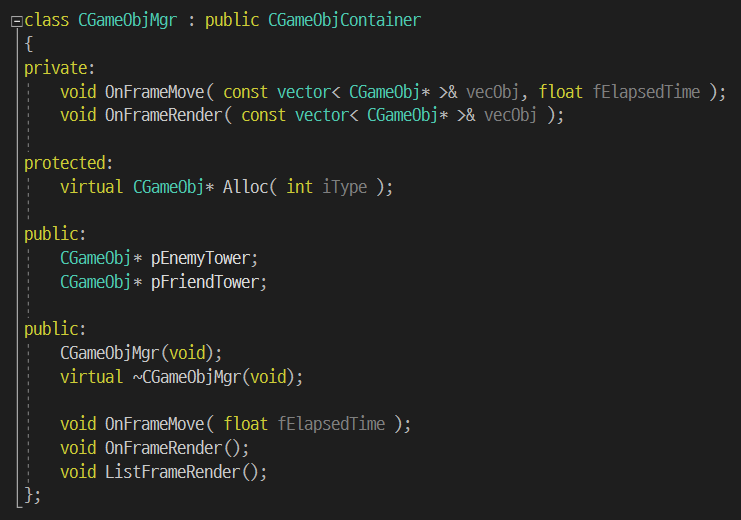 class CGameObjMgr : public CGameObjContainer
{
private:
    void OnFrameMove( const vector< CGameObj* >& vecObj, float fElapsedTime );
    void OnFrameRender( const vector< CGameObj* >& vecObj );
protected:
    virtual CGameObj* Alloc( int iType );
public:
    CGameObj* pEnemyTower;
    CGameObj* pFriendTower;
public:
    CGameObjMgr(void);
    virtual ~CGameObjMgr(void);
    void OnFrameMove( float fElapsedTime );
    void OnFrameRender();
    void ListFrameRender();
};